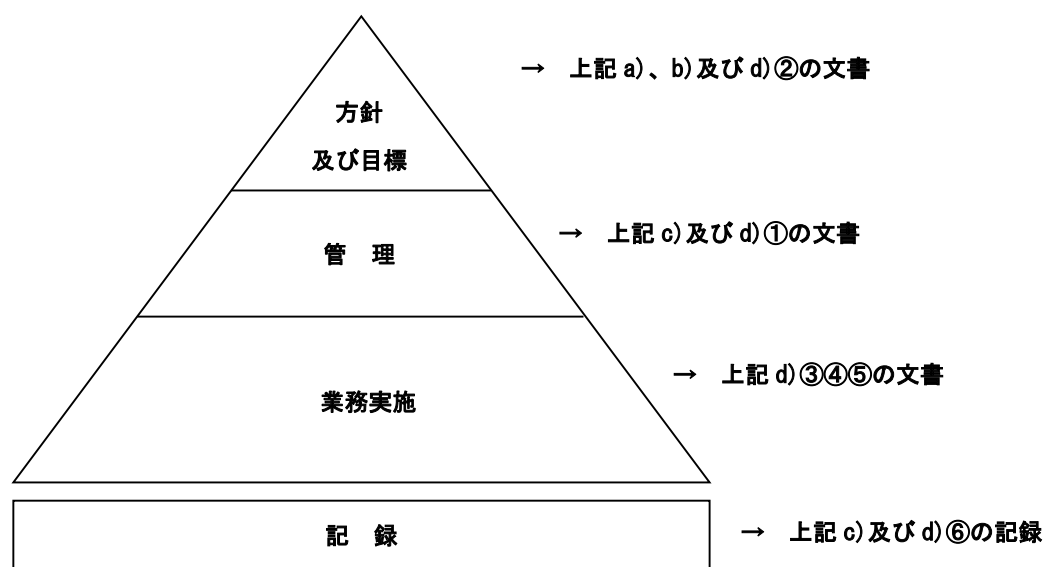 → 上記 a)、b)及び d)②の文書
方針
及び目標
→ 上記 c)及び d)①の文書
管 理
→ 上記 d)③④⑤の文書
業務実施
記 録
→ 上記 c)及び d)⑥の記録